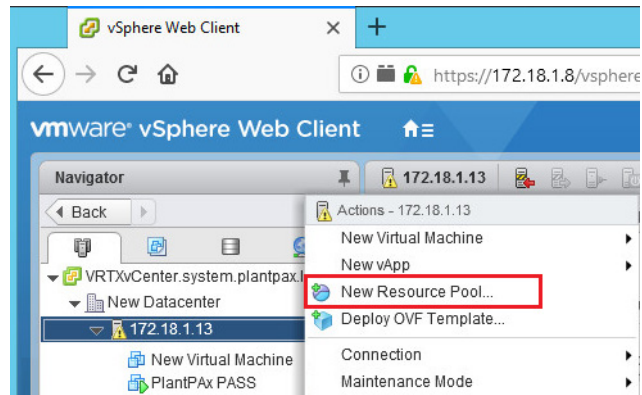 vSphere Web Client
https://172.18.1.8/vsphere
vmware® vSphere Web Client
Navigator
172.18.1.13
Back
Actions - 172.18.1.13
New Virtual Machine
New vApp
New Resource Pool...
Deploy OVF Template...
Connection
Maintenance Mode
VRTXvCenter.system.plantpax.l
New Datacenter
172.18.1.13
New Virtual Machine
PlantPAx PASS